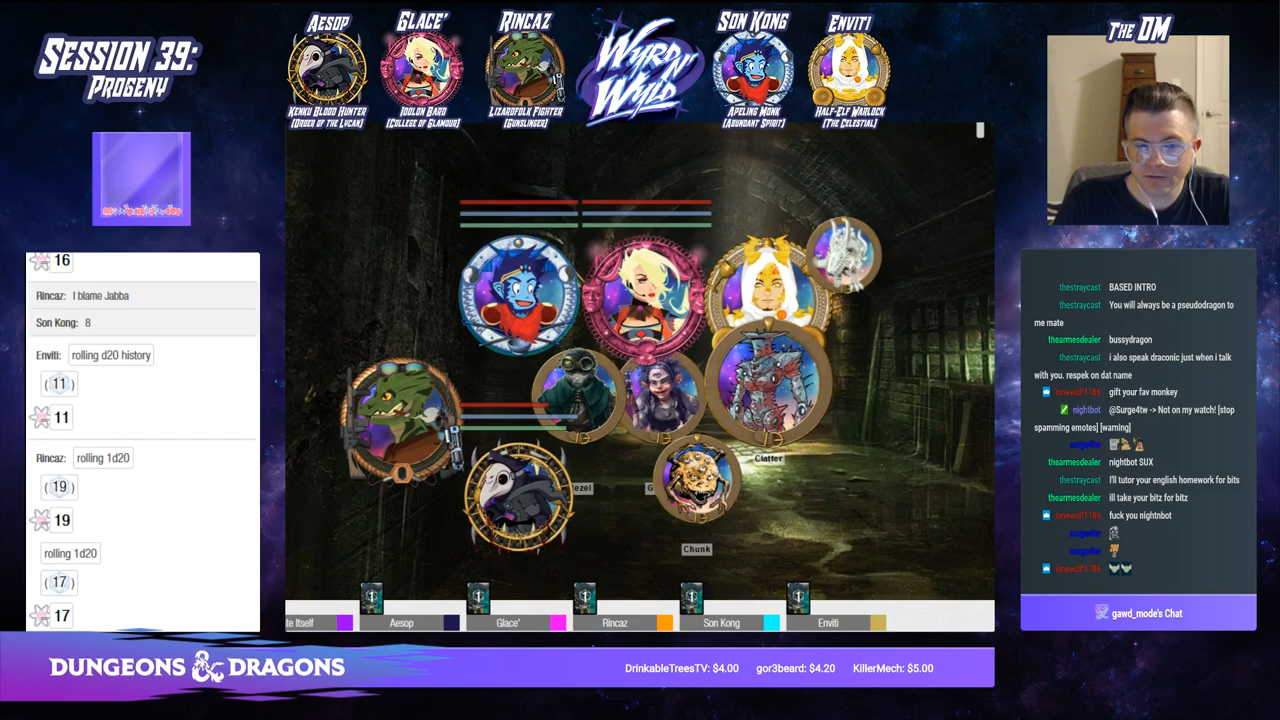 SESSION 39:
PROGENY
AESOP
KENKU BLOOD HUNTER
[ORDER OF THE LYCAN]
GLACE'
IDOLON BARD
[COLLEGE OF GLAMOUR]
RINCAZ
LIZARDFOLK FIGHTER
[GUNSLINGER]
WYRD N'
WYLD
SON KONG
APELING MONK
[ABUNDANT SPIRIT]
ENVITI
HALF-ELF WARLOCK
[THE CELESTIAL]
THE DM
16
Rincaz: I blame Jabba
Son Kong: 8
Enviti: rolling d20 history
(11)
11
Rincaz: rolling 1d20
(19)
19
rolling 1d20
(17)
17
ezel
G
Clatter
Chunk
te Itself
Aesop
Glace'
Rincaz
Son Kong
Enviti
thestraycast BASED INTRO
thestraycast You will always be a pseudodragon to
me mate
thearmesdealer bussydragon
thestraycast i also speak draconic just when i talk
with you. respek on dat name
lonewolf1186 gift your fav monkey
nightbot @Surge4tw -> Not on my watch! [stop
spamming emotes] [warning]
surge4tw
thearmesdealer nightbot SUX
thestraycast I'll tutor your english homework for bits
thearmesdealer ill take your bitz for bitz
lonewolf1186 fuck you nightnbot
surge4tw
surge4tw
lonewolf1186
gawd_mode's Chat
DUNGEONS & DRAGONS
DrinkableTreesTV: $4.00 gor3beard: $4.20 KillerMech: $5.00